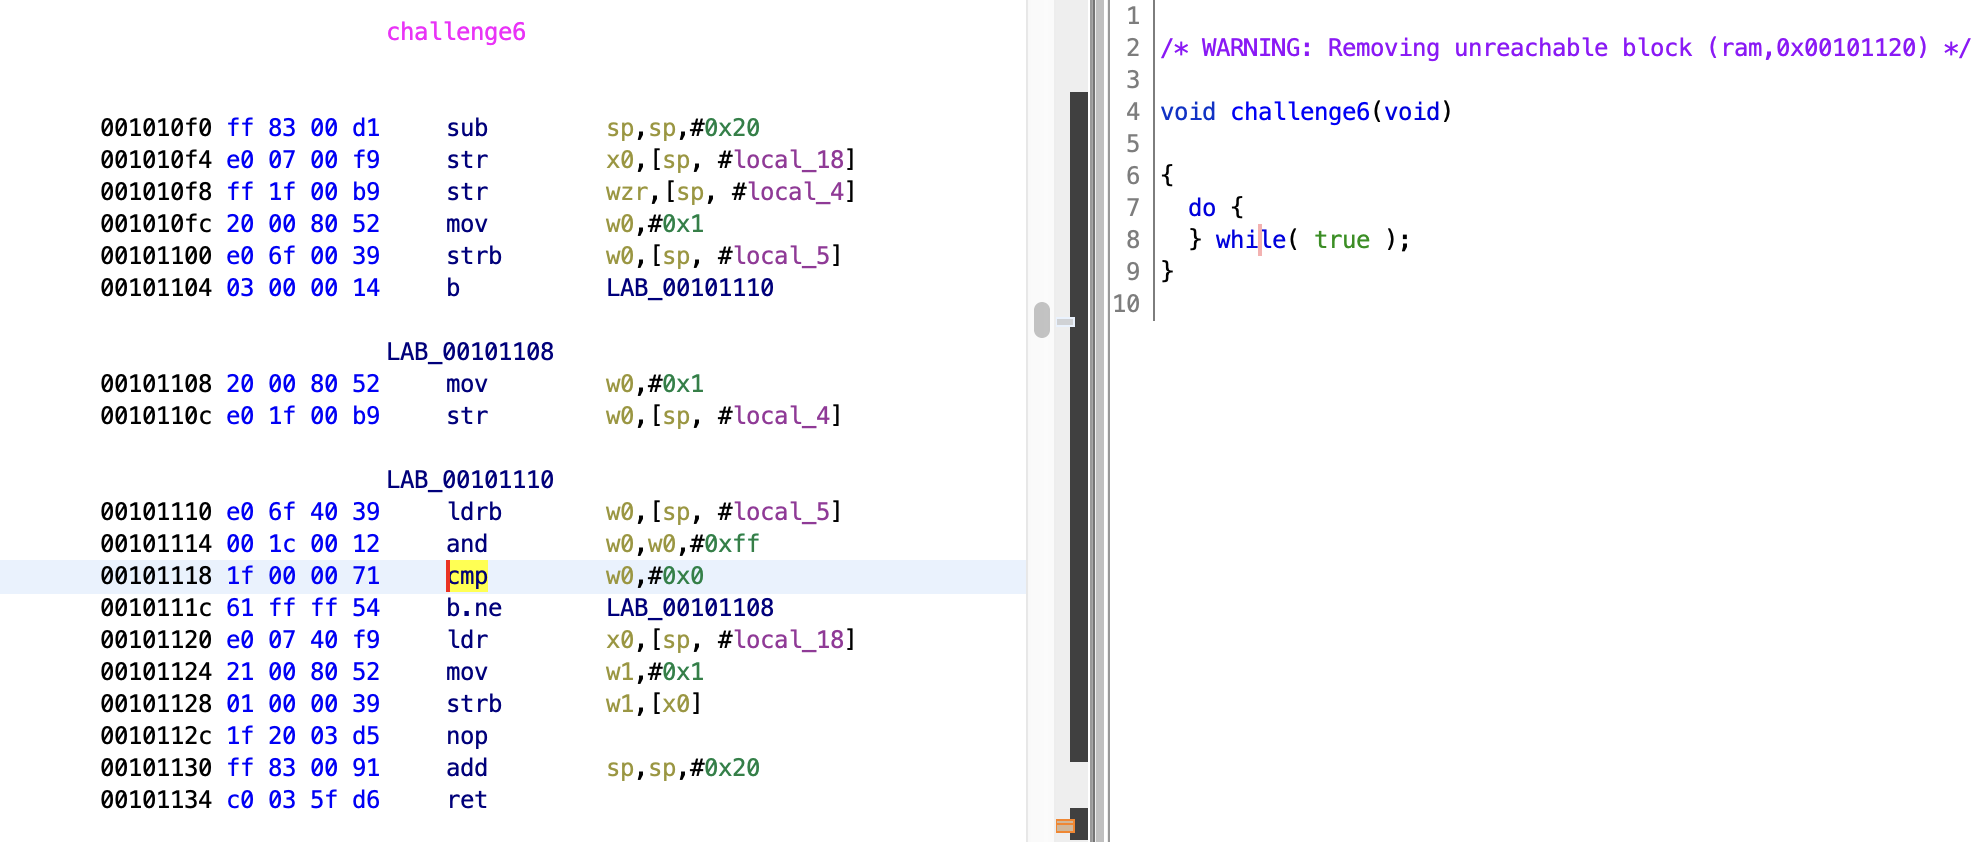 challenge6
001010f0 ff 83 00 d1 sub sp,sp,#0x20
001010f4 e0 07 00 f9 str x0,[sp, #local_18]
001010f8 ff 1f 00 b9 str wzr,[sp, #local_4]
001010fc 20 00 80 52 mov w0,#0x1
00101100 e0 6f 00 39 strb w0,[sp, #local_5]
00101104 03 00 00 14 b LAB_00101110
LAB_00101108
00101108 20 00 80 52 mov w0,#0x1
0010110c e0 1f 00 b9 str w0,[sp, #local_4]
LAB_00101110
00101110 e0 6f 40 39 ldrb w0,[sp, #local_5]
00101114 00 1c 00 12 and w0,w0,#0xff
00101118 1f 00 00 71 cmp w0,#0x0
0010111c 61 ff ff 54 b.ne LAB_00101108
00101120 e0 07 40 f9 ldr x0,[sp, #local_18]
00101124 21 00 80 52 mov w1,#0x1
00101128 01 00 00 39 strb w1,[x0]
0010112c 1f 20 03 d5 nop
00101130 ff 83 00 91 add sp,sp,#0x20
00101134 c0 03 5f d6 ret
1
2 /* WARNING: Removing unreachable block (ram,0x00101120) */
3
4 void challenge6(void)
5
6 {
7 do {
8 } while( true );
9 }
10